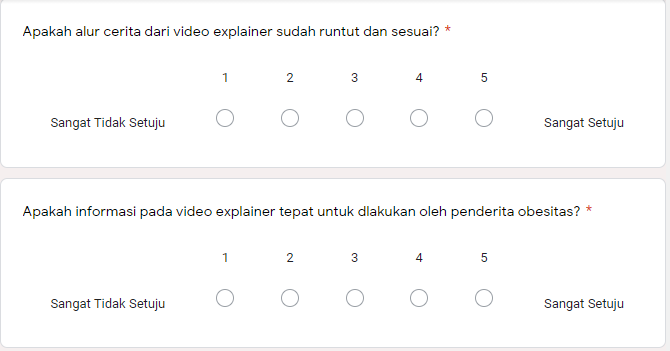 Apakah alur cerita dari video explainer sudah runtut dan sesuai? *
1 2 3 4 5
Sangat Tidak Setuju Sangat Setuju
Apakah informasi pada video explainer tepat untuk dlakukan oleh penderita obesitas? *
1 2 3 4 5
Sangat Tidak Setuju Sangat Setuju